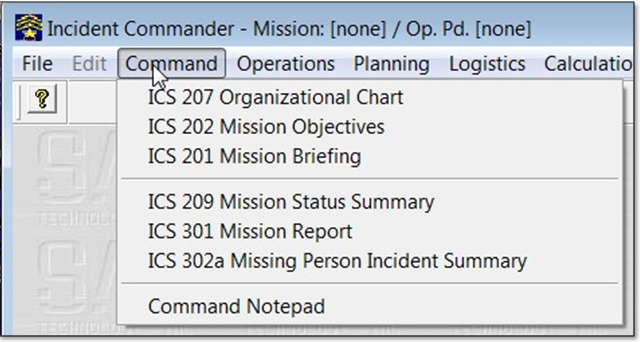 Incident Commander - Mission: [none] / Op. Pd. [none]
File Edit Command Operations Planning Logistics Calculatio
?
ICS 207 Organizational Chart
ICS 202 Mission Objectives
ICS 201 Mission Briefing
ICS 209 Mission Status Summary
ICS 301 Mission Report
ICS 302a Missing Person Incident Summary
Command Notepad